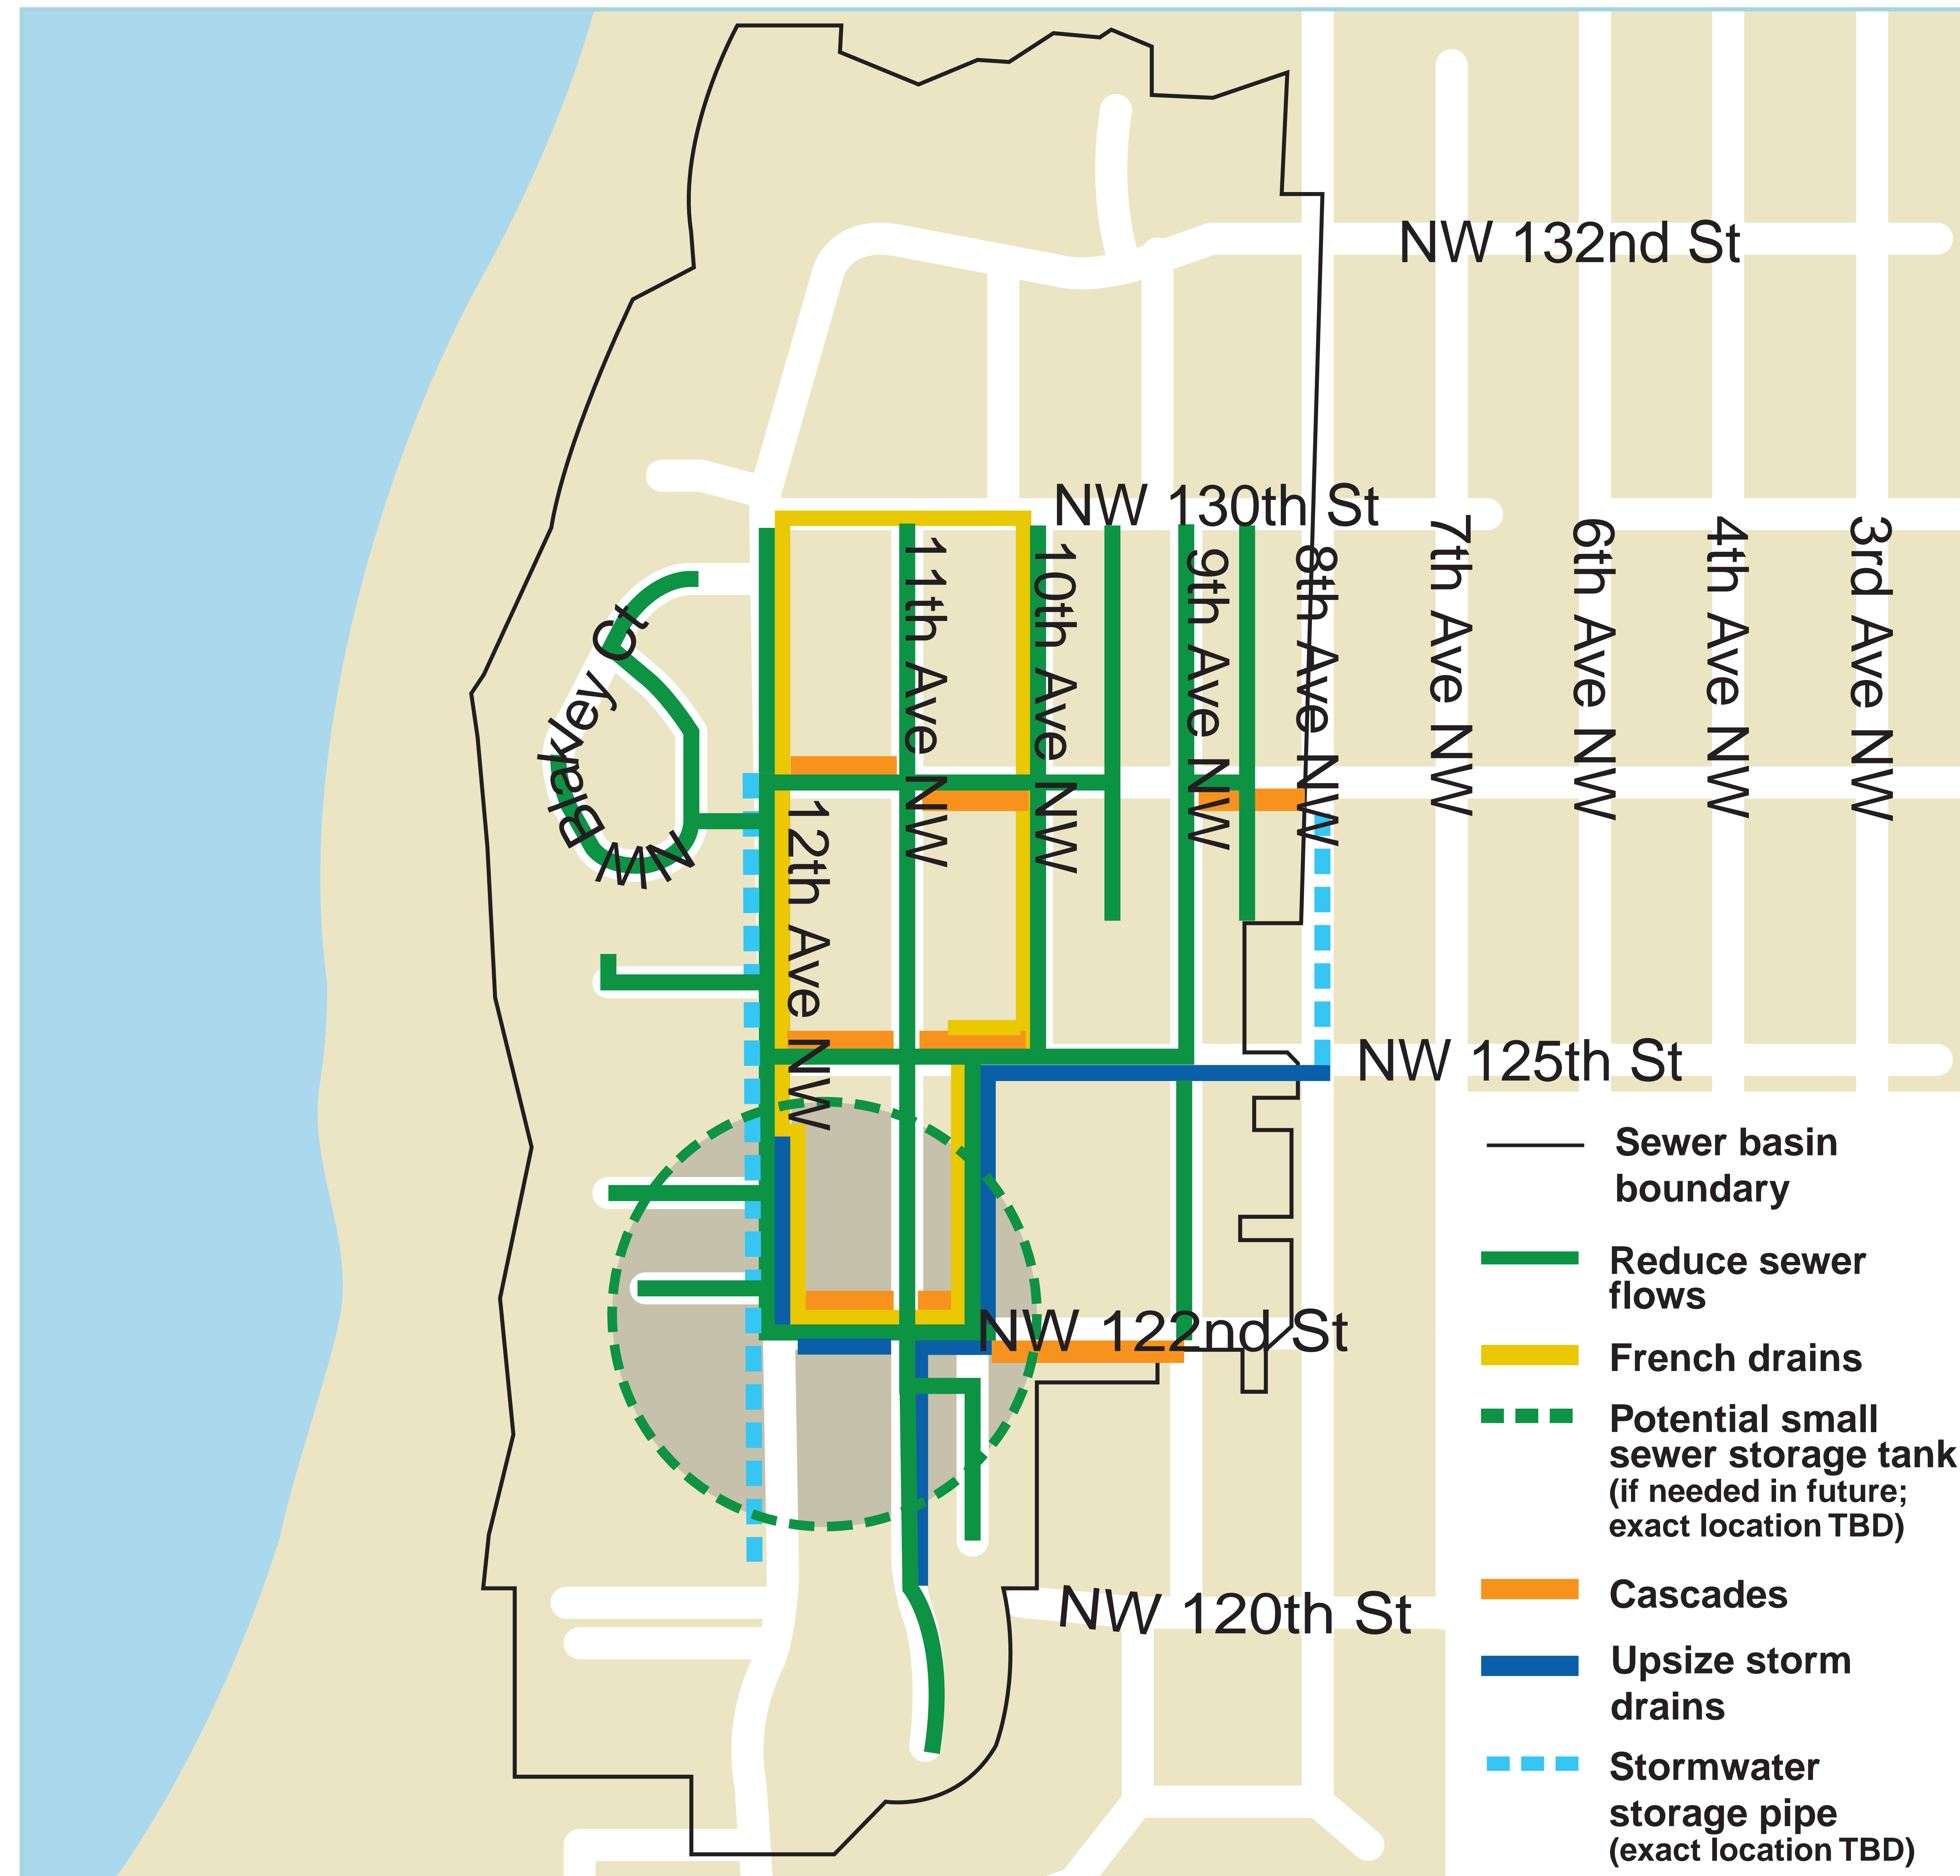 NW 132nd St
NW 130th St
11th Ave NW
10th Ave NW
9th Ave NW
8th Ave NW
7th Ave NW
6th Ave NW
4th Ave NW
3rd Ave NW
NW Blakely Ct
12th Ave NW
NW 125th St
NW 122nd St
NW 120th St
Sewer basin
boundary
Reduce sewer
flows
French drains
Potential small
sewer storage tank
(if needed in future;
exact location TBD)
Cascades
Upsize storm
drains
Stormwater
storage pipe
(exact location TBD)